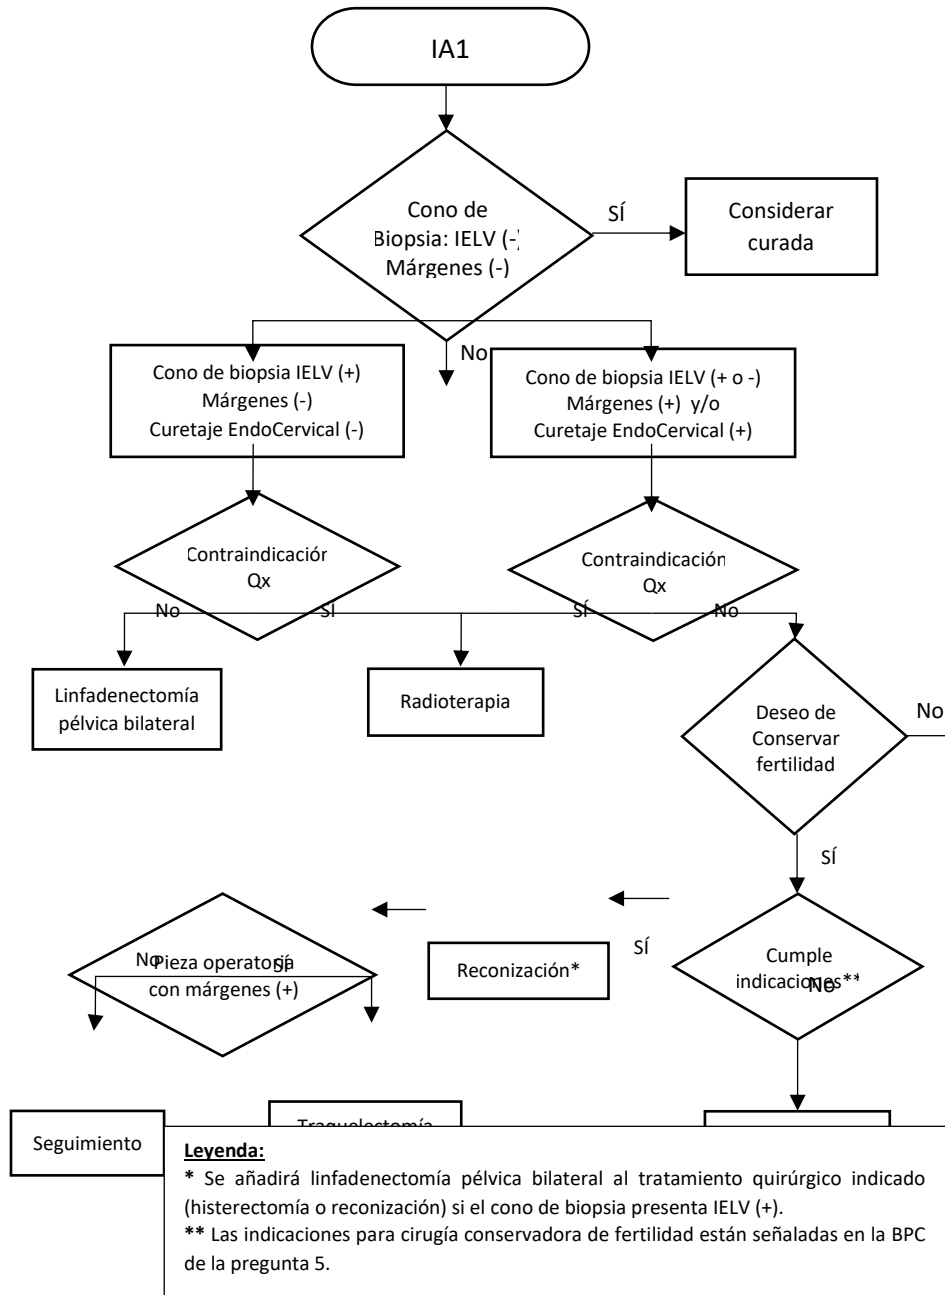 IA1
Cono de
Biopsia: IELV (-)
Márgenes (-)
SÍ
Considerar
curada
No
Cono de biopsia IELV (+)
Márgenes (-)
Curetaje EndoCervical (-)
Cono de biopsia IELV (+ o -)
Márgenes (+) y/o
Curetaje EndoCervical (+)
Contraindicación
Qx
Contraindicación
Qx
No
SÍ
SÍ
No
Linfadenectomía
pélvica bilateral
Radioterapia
Deseo de
Conservar
fertilidad
No
SÍ
Cumple
indicaciones**
No
SÍ
Reconización*
Pieza operatoria
con márgenes (+)
No
SÍ
Seguimiento
Traquelectomía
Leyenda:
* Se añadirá linfadenectomía pélvica bilateral al tratamiento quirúrgico indicado
(histerectomía o reconización) si el cono de biopsia presenta IELV (+).
** Las indicaciones para cirugía conservadora de fertilidad están señaladas en la BPC
de la pregunta 5.